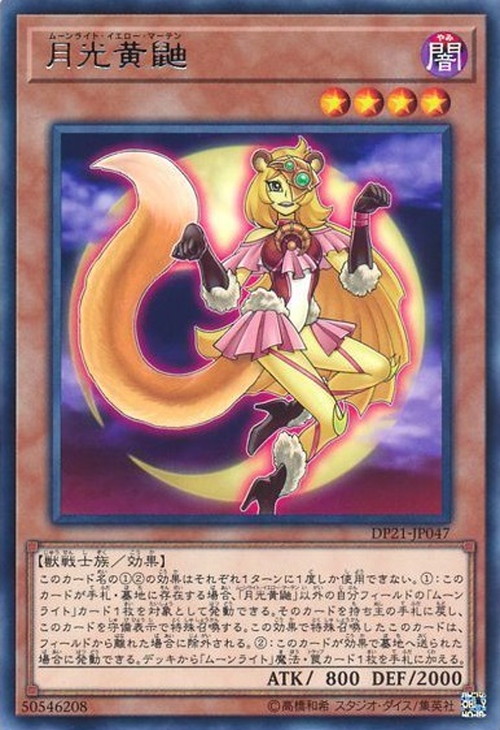 ムーンライト・イエロー・マーテン
月光黄鼬
やみ
闇
DP21-JP047
【獣戦士族／効果】
このカード名の①②の効果はそれぞれ１ターンに１度しか使用できない。①：この
カードが手札・墓地に存在する場合、「月光黄鼬」以外の自分フィールドの「ムーン
ライト」カード１枚を対象として発動できる。そのカードを持ち主の手札に戻し、
このカードを守備表示で特殊召喚する。この効果で特殊召喚したこのカードは、
フィールドから離れた場合に除外される。②：このカードが効果で墓地へ送られた
場合に発動できる。デッキから「ムーンライト」魔法・罠カード１枚を手札に加える。
ATK/ 800 DEF/2000
50546208
©高橋和希 スタジオ・ダイス/集英社